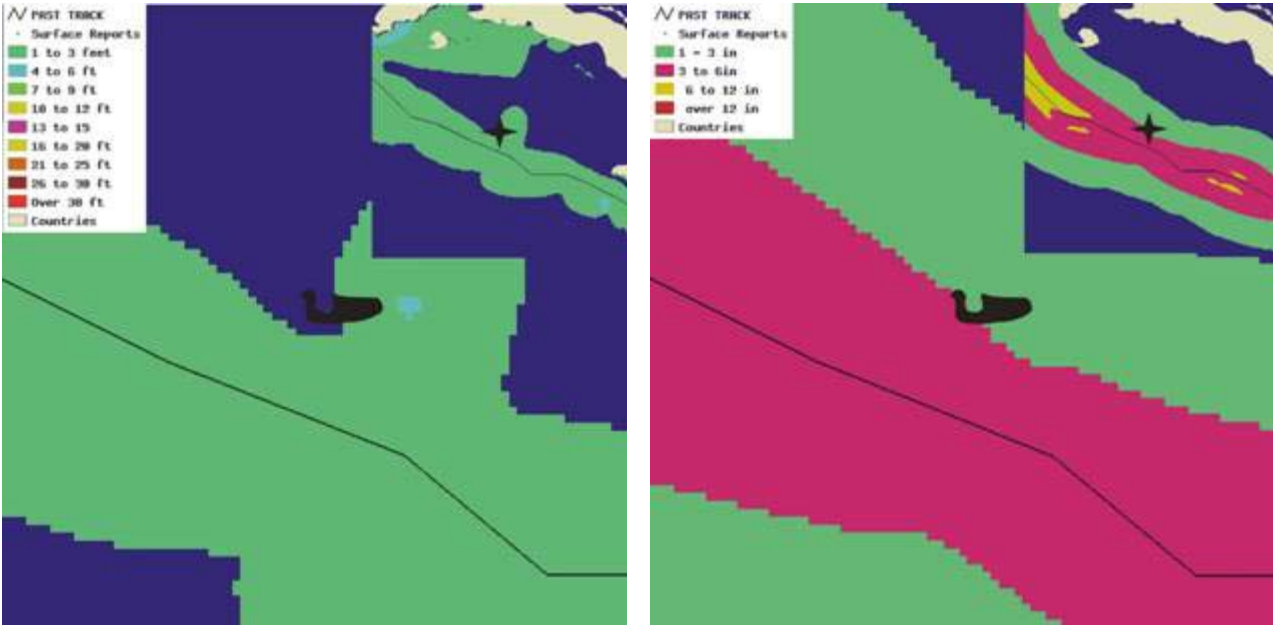 PAST TRACK
Surface Reports
1 to 3 feet
4 to 6 ft
7 to 9 ft
10 to 12 ft
13 to 15
16 to 20 ft
21 to 25 ft
26 to 30 ft
Over 30 ft
Countries
PAST TRACK
Surface Reports
1 - 3 in
3 to 6in
6 to 12 in
over 12 in
Countries